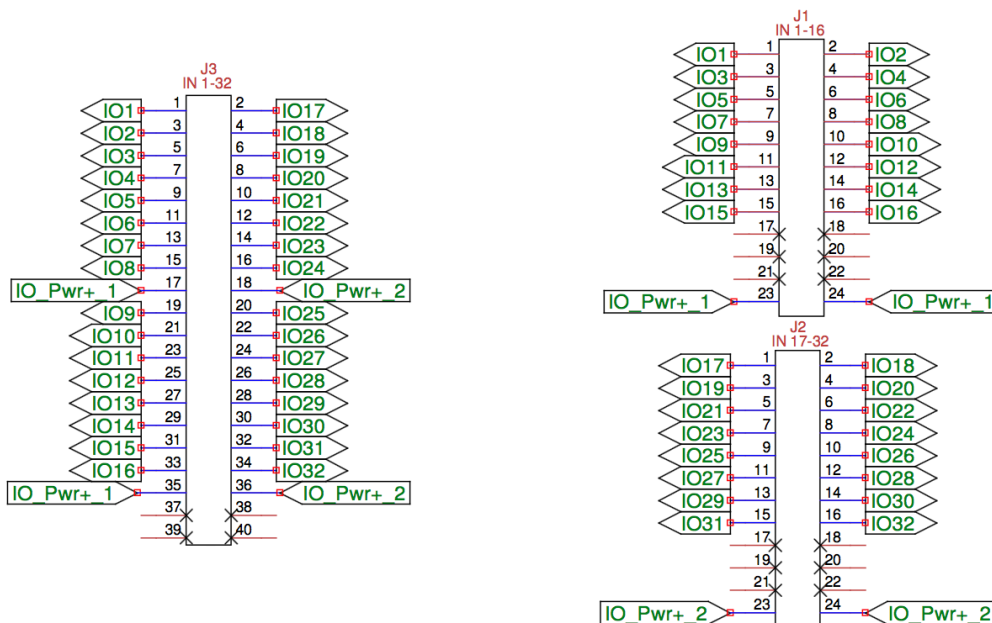 J3
IN 1-32
IO1 1 2 IO17
IO2 3 4 IO18
IO3 5 6 IO19
IO4 7 8 IO20
IO5 9 10 IO21
IO6 11 12 IO22
IO7 13 14 IO23
IO8 15 16 IO24
IO_Pwr+_1 17 18 IO_Pwr+_2
IO9 19 20 IO25
IO10 21 22 IO26
IO11 23 24 IO27
IO12 25 26 IO28
IO13 27 28 IO29
IO14 29 30 IO30
IO15 31 32 IO31
IO16 33 34 IO32
IO_Pwr+_1 35 36 IO_Pwr+_2
37 38
39 40
J1
IN 1-16
IO1 1 2 IO2
IO3 3 4 IO4
IO5 5 6 IO6
IO7 7 8 IO8
IO9 9 10 IO10
IO11 11 12 IO12
IO13 13 14 IO14
IO15 15 16 IO16
17 18
19 20
21 22
IO_Pwr+_1 23 24 IO_Pwr+_1
J2
IN 17-32
IO17 1 2 IO18
IO19 3 4 IO20
IO21 5 6 IO22
IO23 7 8 IO24
IO25 9 10 IO26
IO27 11 12 IO28
IO29 13 14 IO30
IO31 15 16 IO32
17 18
19 20
21 22
IO_Pwr+_2 23 24 IO_Pwr+_2